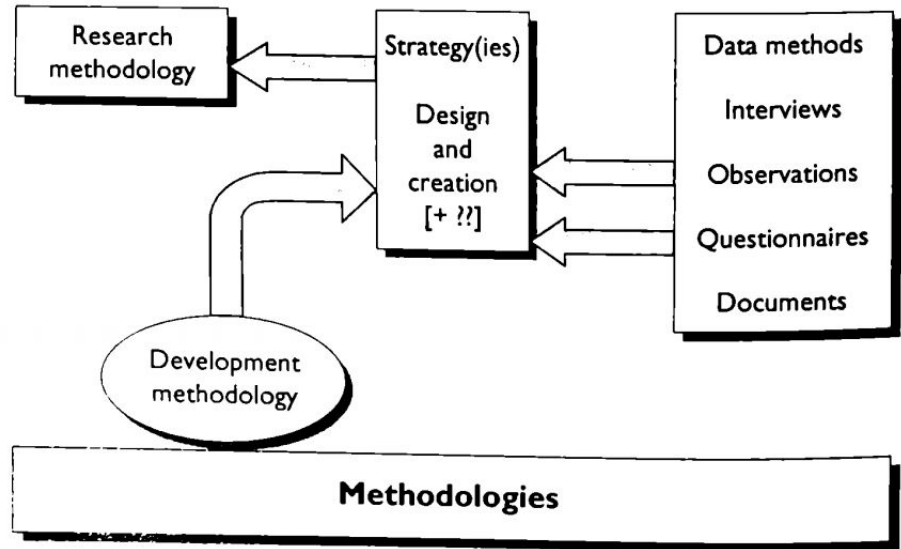 Research
methodology
Strategy(ies)
Design
and
creation
[+ ??]
Data methods
Interviews
Observations
Questionnaires
Documents
Development
methodology
Methodologies